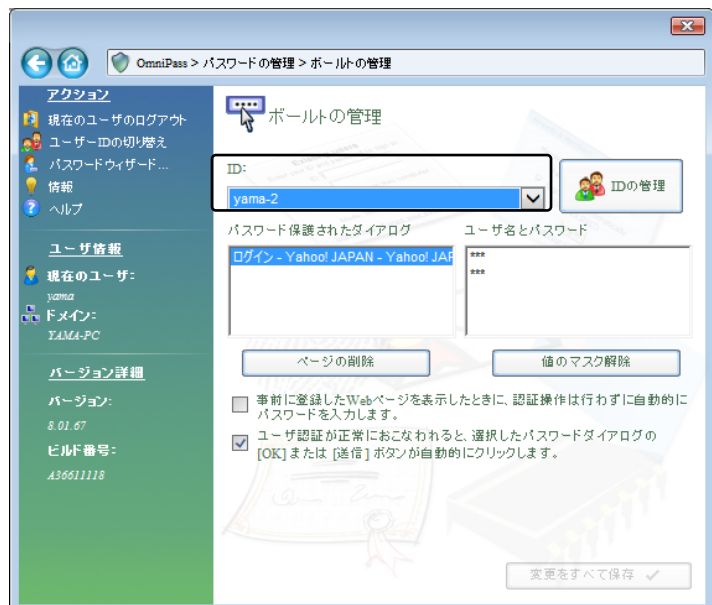 OmniPass > パスワードの管理 > ボールトの管理
アクション
現在のユーザのログアウト
ユーザーIDの切り替え
パスワードウィザード...
情報
ヘルプ
ユーザ情報
現在のユーザ:
yama
ドメイン:
YAMA-PC
バージョン詳細
バージョン:
8.01.67
ビルド番号:
A36611118
ボールトの管理
ID:
yama-2
IDの管理
パスワード保護されたダイアログ
ユーザ名とパスワード
ログイン - Yahoo! JAPAN - Yahoo! JAF
***
***
ページの削除
値のマスク解除
事前に登録したWebページを表示したときに、認証操作は行わずに自動的に
パスワードを入力します。
ユーザ認証が正常におこなわれると、選択したパスワードダイアログの
[OK] または [送信] ボタンが自動的にクリックします。
変更をすべて保存